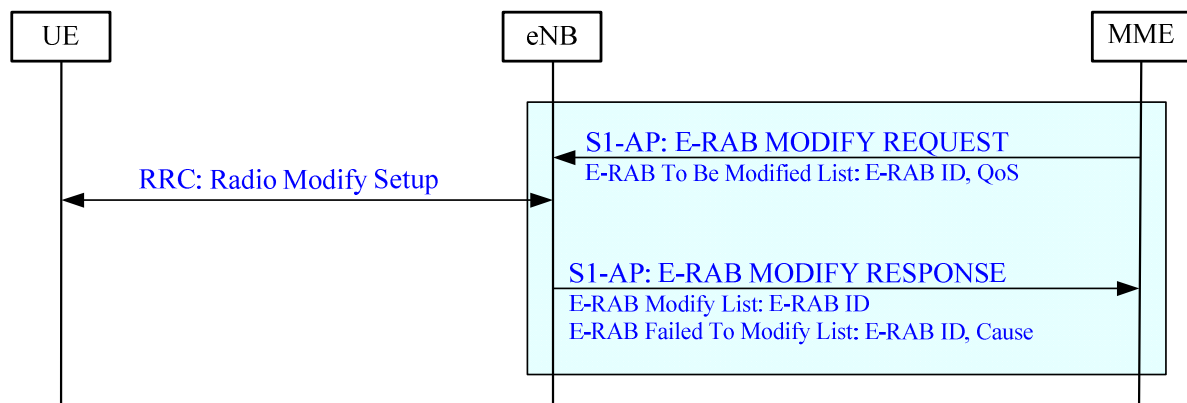 UE
eNB
MME
S1-AP: E-RAB MODIFY REQUEST
E-RAB To Be Modified List: E-RAB ID, QoS
RRC: Radio Modify Setup
S1-AP: E-RAB MODIFY RESPONSE
E-RAB Modify List: E-RAB ID
E-RAB Failed To Modify List: E-RAB ID, Cause